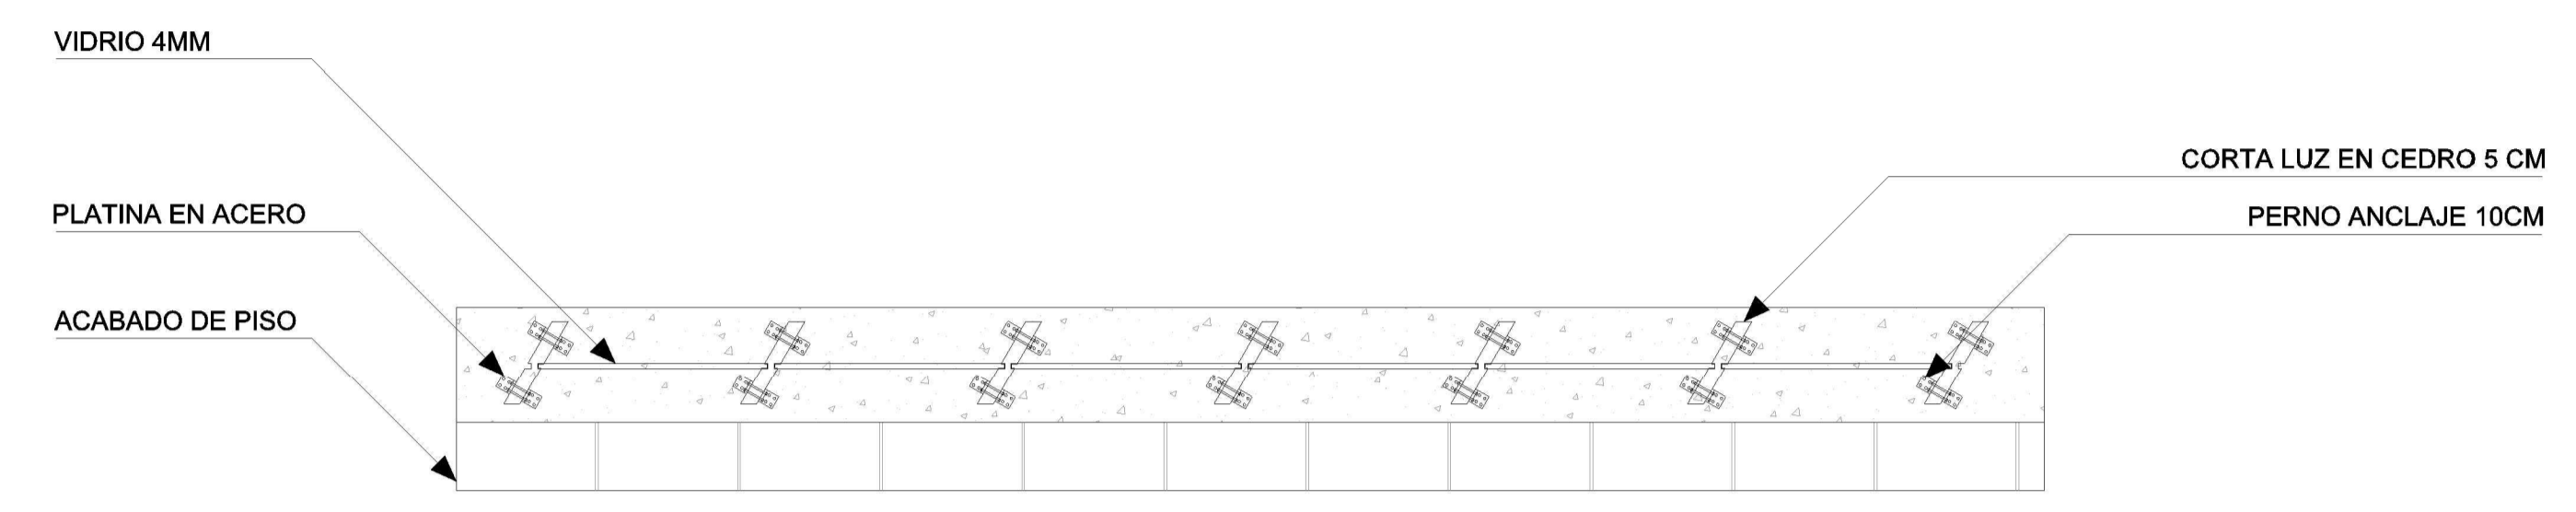 VIDRIO 4MM
CORTA LUZ EN CEDRO 5 CM
PLATINA EN ACERO
PERNO ANCLAJE 10CM
ACABADO DE PISO